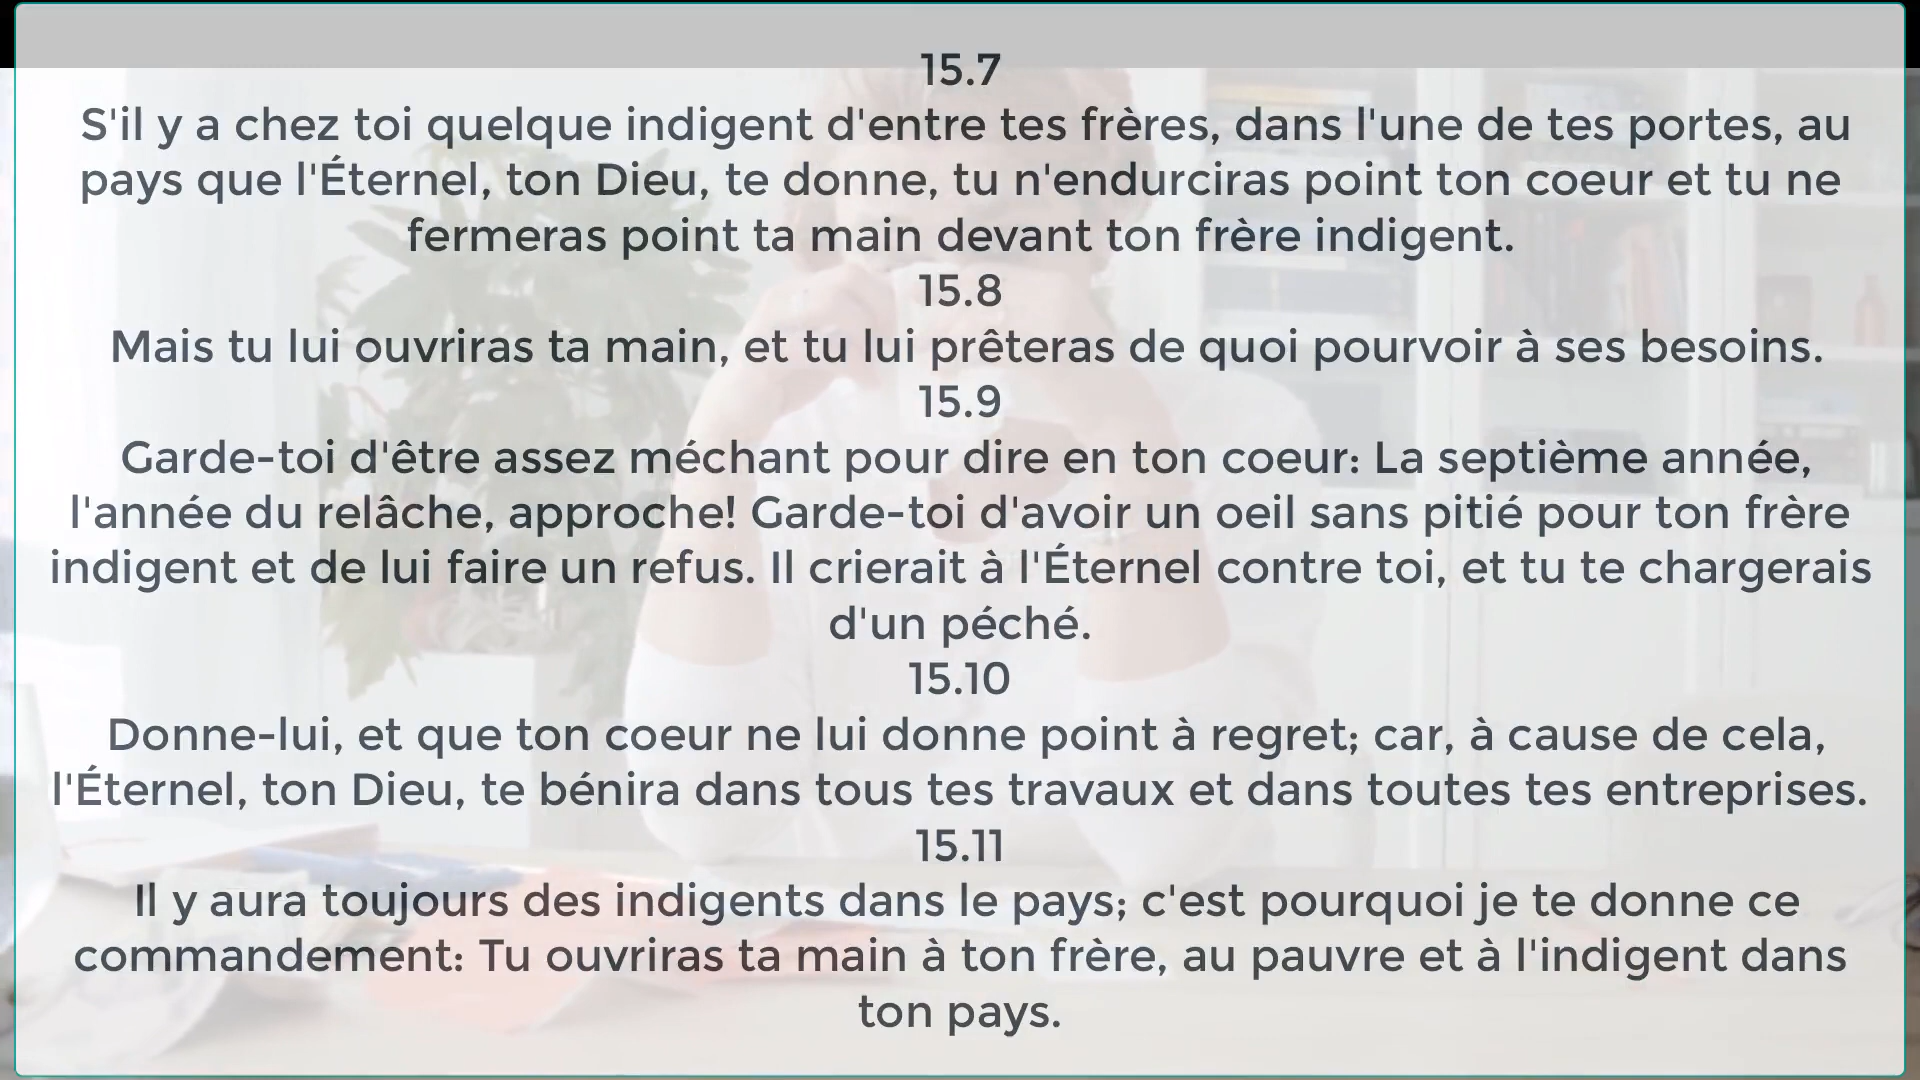 15.7
S'il y a chez toi quelque indigent d'entre tes frères, dans l'une de tes portes, au
pays que l'Éternel, ton Dieu, te donne, tu n'endurciras point ton coeur et tu ne
fermeras point ta main devant ton frère indigent.
15.8
Mais tu lui ouvriras ta main, et tu lui prêteras de quoi pourvoir à ses besoins.
15.9
Garde-toi d'être assez méchant pour dire en ton coeur: La septième année,
l'année du relâche, approche! Garde-toi d'avoir un oeil sans pitié pour ton frère
indigent et de lui faire un refus. Il crierait à l'Éternel contre toi, et tu te chargerais
d'un péché.
15.10
Donne-lui, et que ton coeur ne lui donne point à regret; car, à cause de cela,
l'Éternel, ton Dieu, te bénira dans tous tes travaux et dans toutes tes entreprises.
15.11
Il y aura toujours des indigents dans le pays; c'est pourquoi je te donne ce
commandement: Tu ouvriras ta main à ton frère, au pauvre et à l'indigent dans
ton pays.